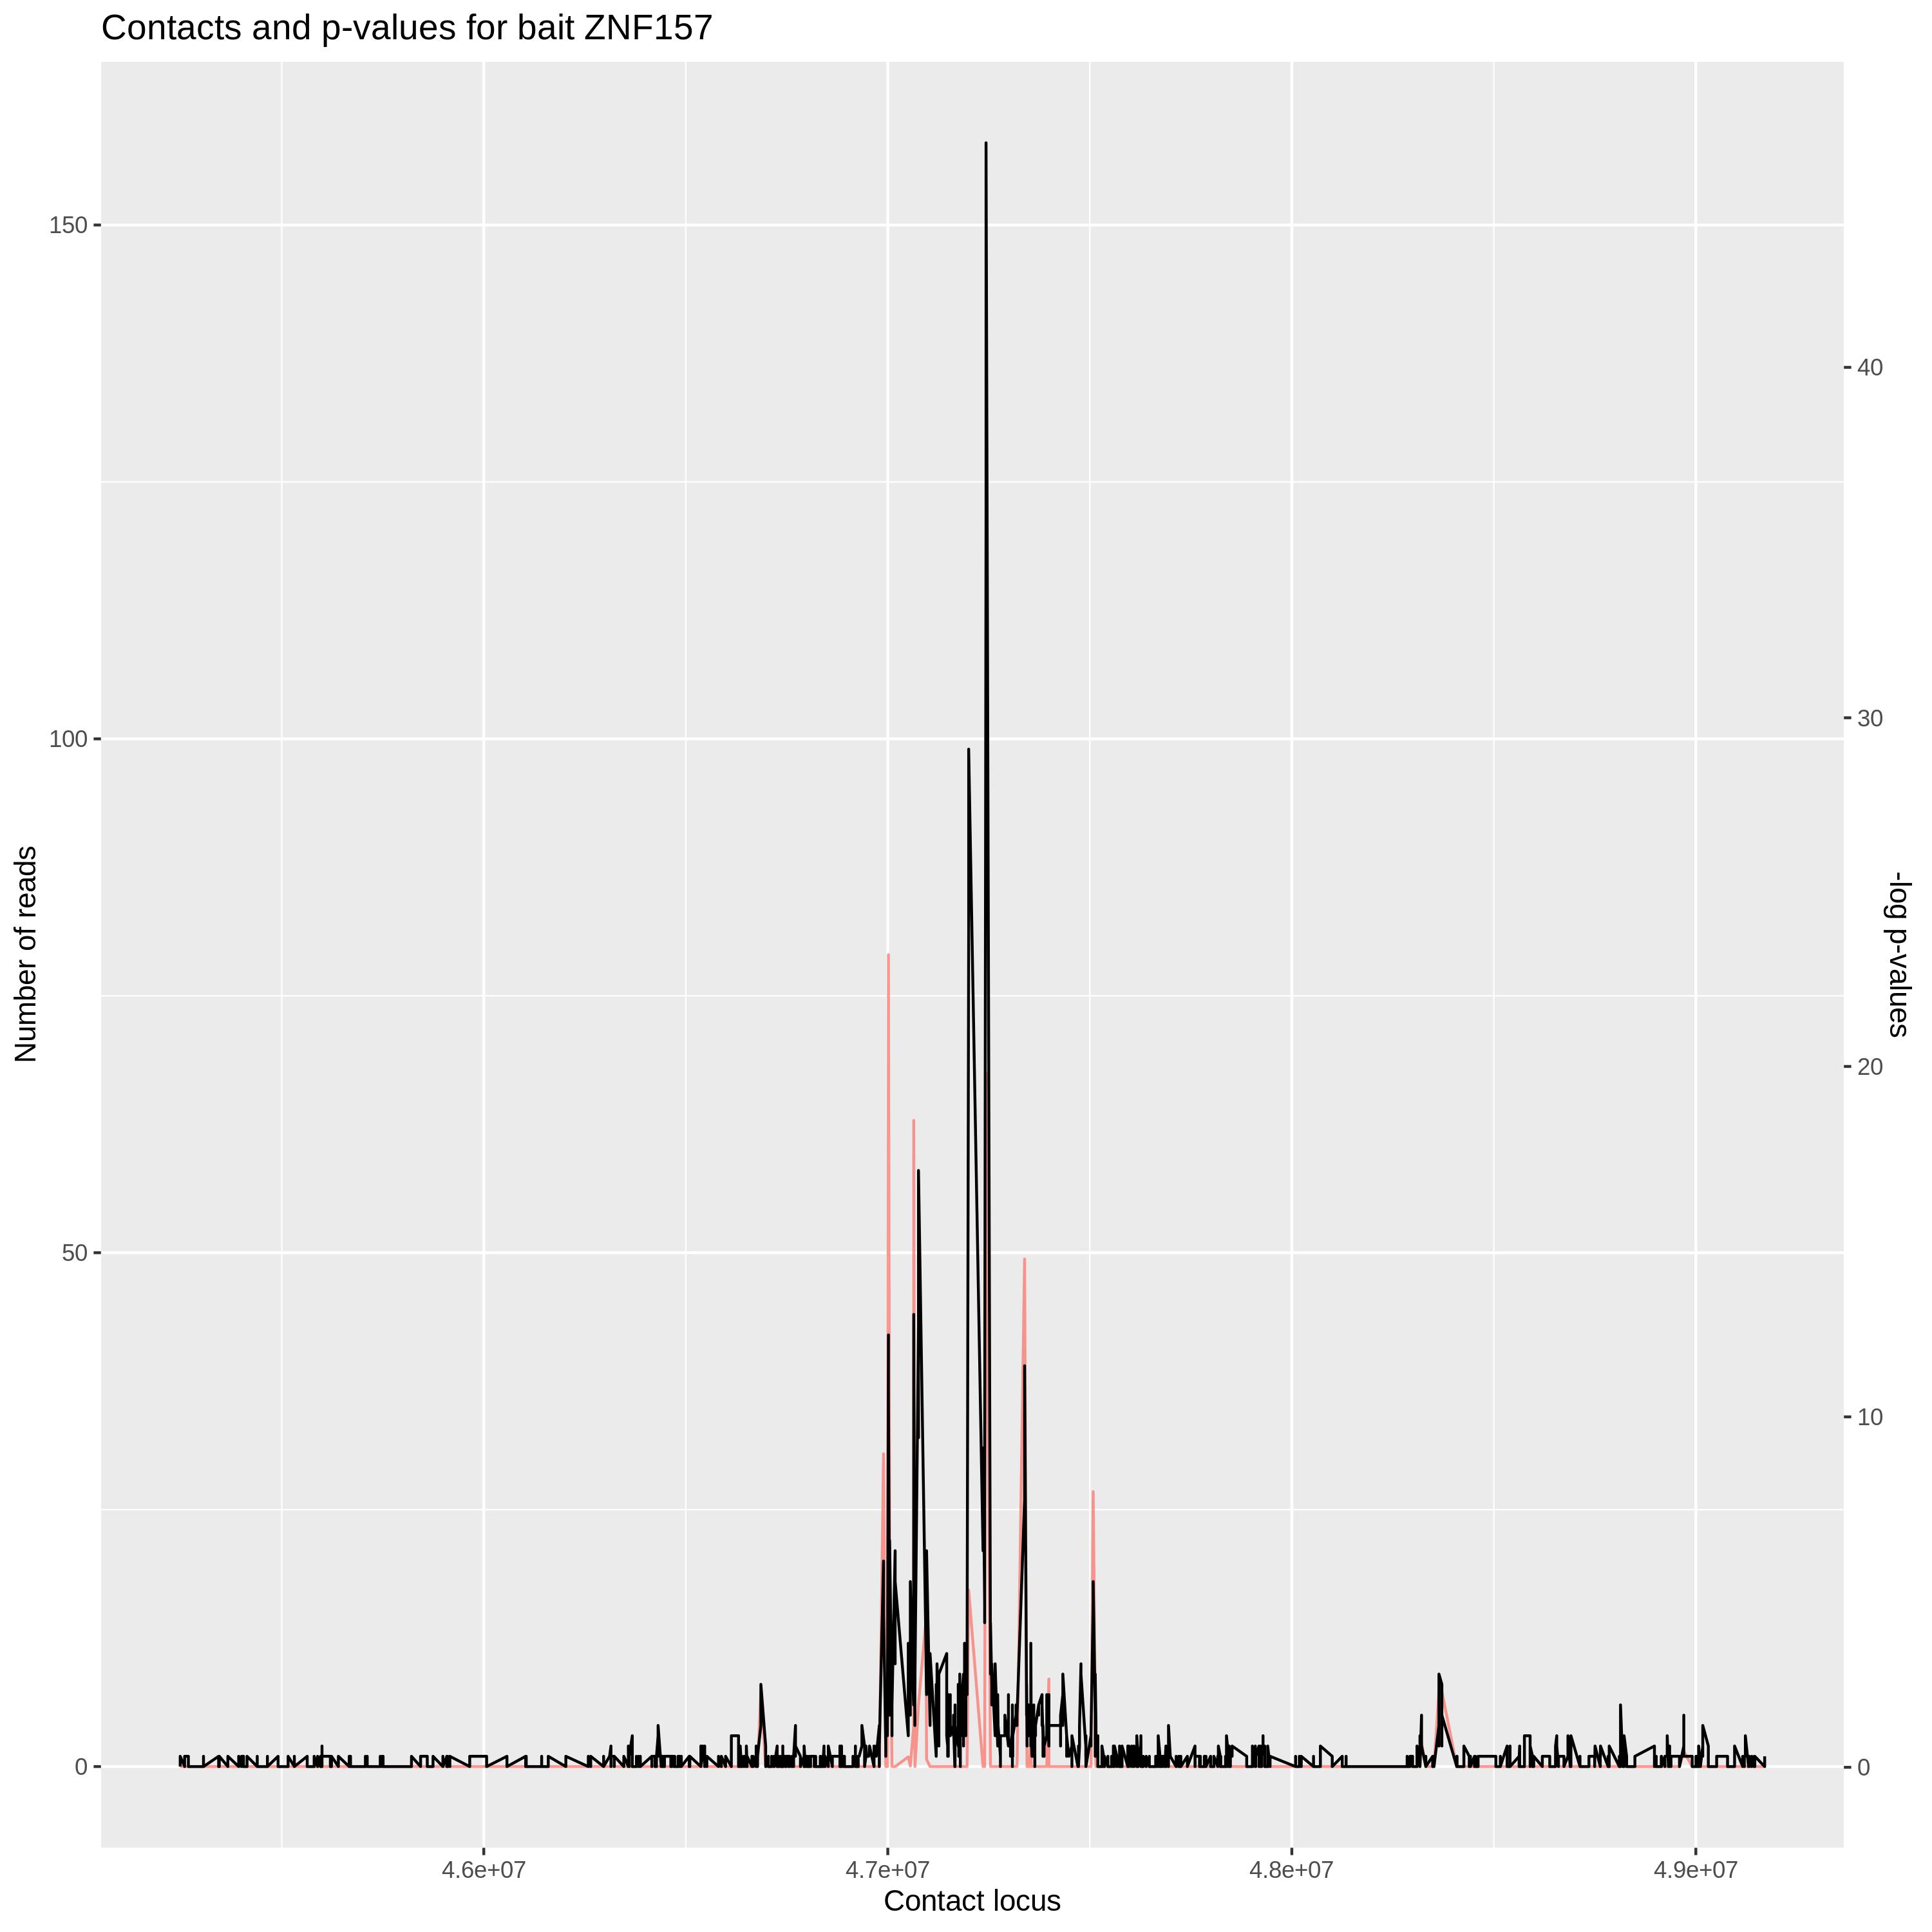 Contacts and p-values for bait ZNF157
150
100
50
0
Number of reads
40
30
20
10
0
-log p-values
4.6e+07
4.7e+07
4.8e+07
4.9e+07
Contact locus